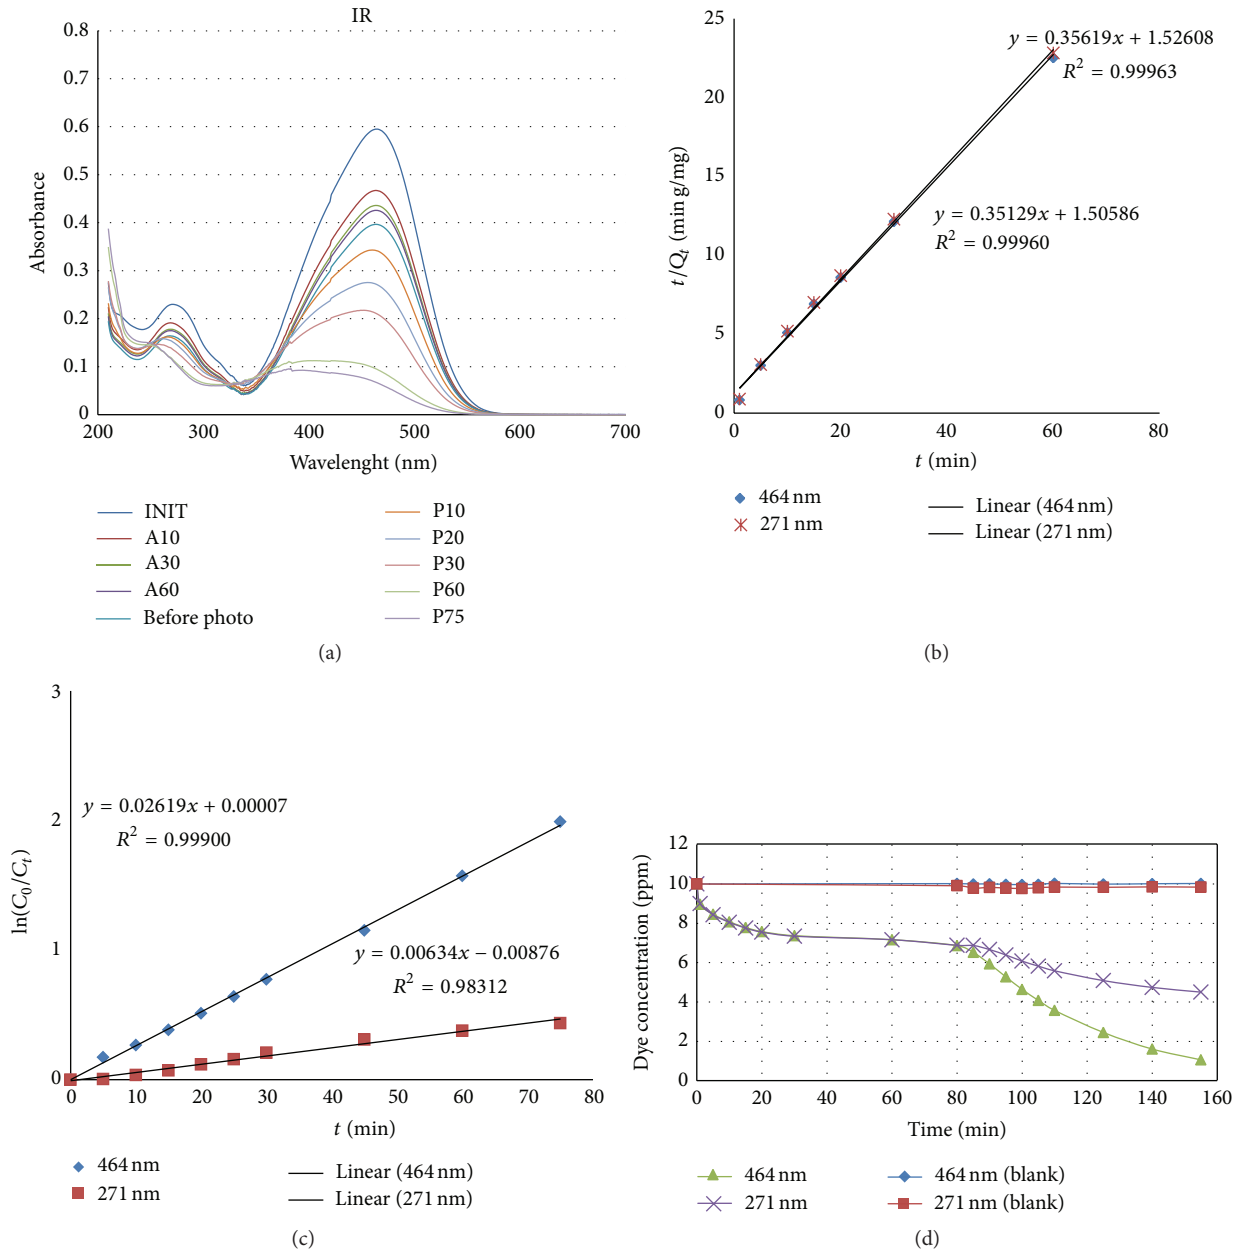 IR
0.8
0.7
0.6
0.5
0.4
0.3
0.2
0.1
0
Absorbance
200 300 400 500 600 700
Wavelenght (nm)
INIT
A10
A30
A60
Before photo
P10
P20
P30
P60
P75
(a)
25
20
15
10
5
0
t/Q_t (min g/mg)
y = 0.35619x + 1.52608
R² = 0.99963
y = 0.35129x + 1.50586
R² = 0.99960
0 20 40 60 80
t (min)
464 nm
271 nm
Linear (464 nm)
Linear (271 nm)
(b)
3
2
1
0
ln(C_0/C_t)
y = 0.02619x + 0.00007
R² = 0.99900
y = 0.00634x − 0.00876
R² = 0.98312
0 10 20 30 40 50 60 70 80
t (min)
464 nm
271 nm
Linear (464 nm)
Linear (271 nm)
(c)
12
10
8
6
4
2
0
Dye concentration (ppm)
0 20 40 60 80 100 120 140 160
Time (min)
464 nm
271 nm
464 nm (blank)
271 nm (blank)
(d)